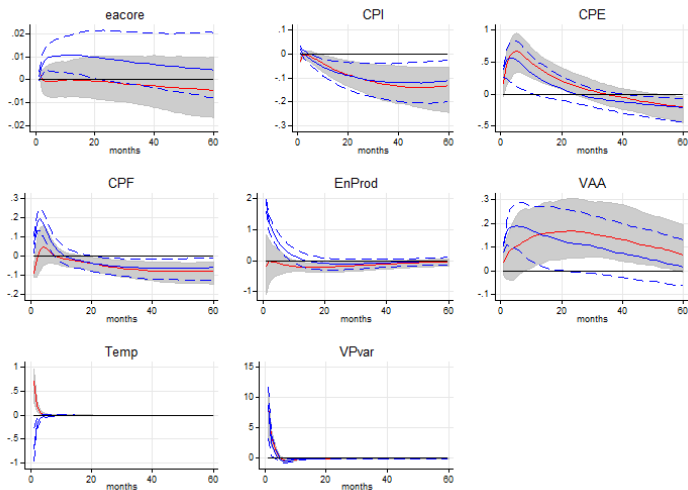 eacore CPI CPE
.02 .1 1
.01 0 .5
0 -.1 0
-.01 -.2 -.5
-.02 -.3
0 20 40 60 0 20 40 60 0 20 40 60
months months months
CPF EnProd VAA
.3 2 .3
.2 1 .2
.1 0 .1
0 -1 0
-.1 -.1
-.2
0 20 40 60 0 20 40 60 0 20 40 60
months months months
Temp VPvar
1 15
.5 10
0 5
-.5 0
-1
0 20 40 60 0 20 40 60
months months